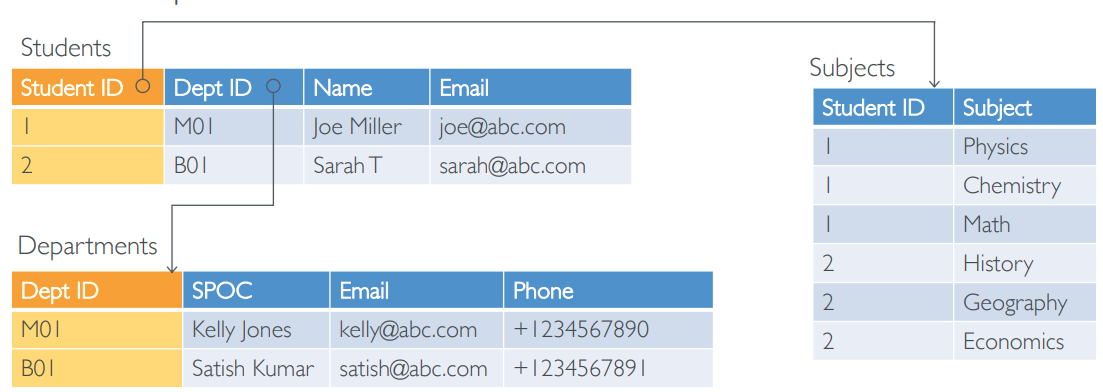 Students
Student ID Dept ID Name Email
1 M01 Joe Miller joe@abc.com
2 B01 Sarah T sarah@abc.com
Departments
Dept ID SPOC Email Phone
M01 Kelly Jones kelly@abc.com +1234567890
B01 Satish Kumar satish@abc.com +1234567891
Subjects
Student ID Subject
1 Physics
1 Chemistry
1 Math
2 History
2 Geography
2 Economics